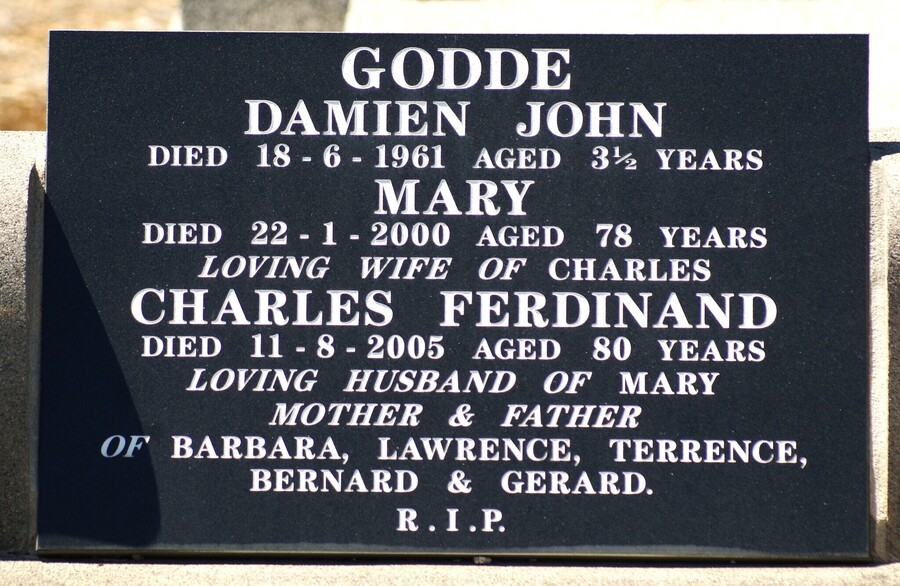 GODDE
DAMIEN JOHN
DIED 18 - 6 - 1961 AGED 3½ YEARS
MARY
DIED 22 - 1 - 2000 AGED 78 YEARS
LOVING WIFE OF CHARLES
CHARLES FERDINAND
DIED 11 - 8 - 2005 AGED 80 YEARS
LOVING HUSBAND OF MARY
MOTHER & FATHER
OF BARBARA, LAWRENCE, TERRENCE,
BERNARD & GERARD.
R.I.P.